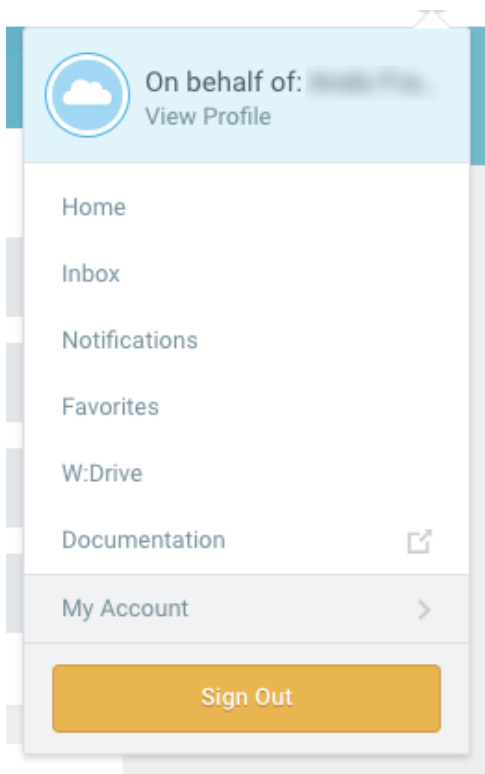 On behalf of:
View Profile
Home
Inbox
Notifications
Favorites
W:Drive
Documentation
My Account
Sign Out